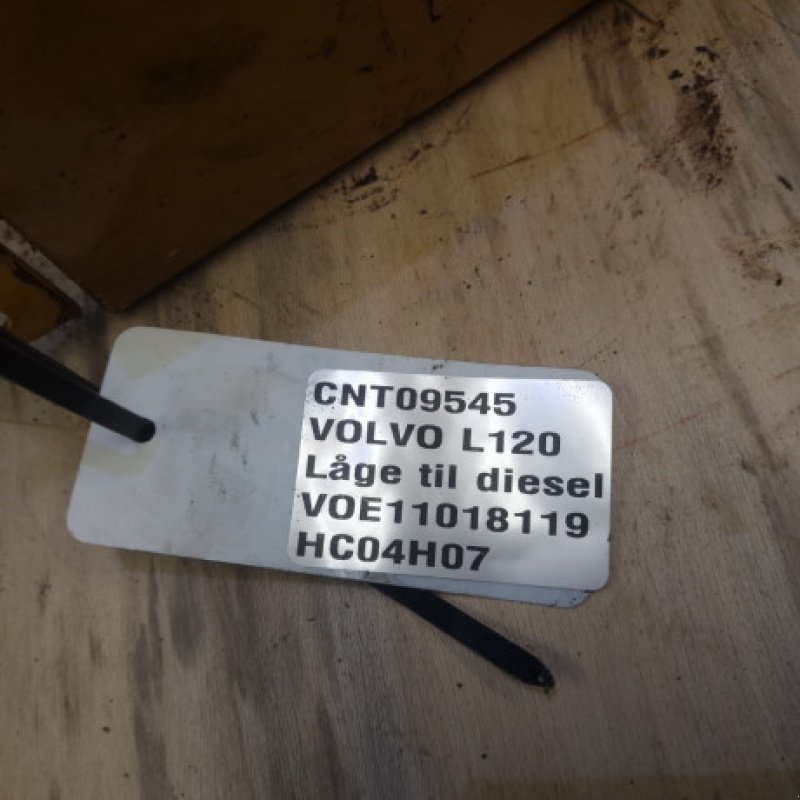 CNT09545
VOLVO L120
Låge til diesel
VOE11018119
HC04H07